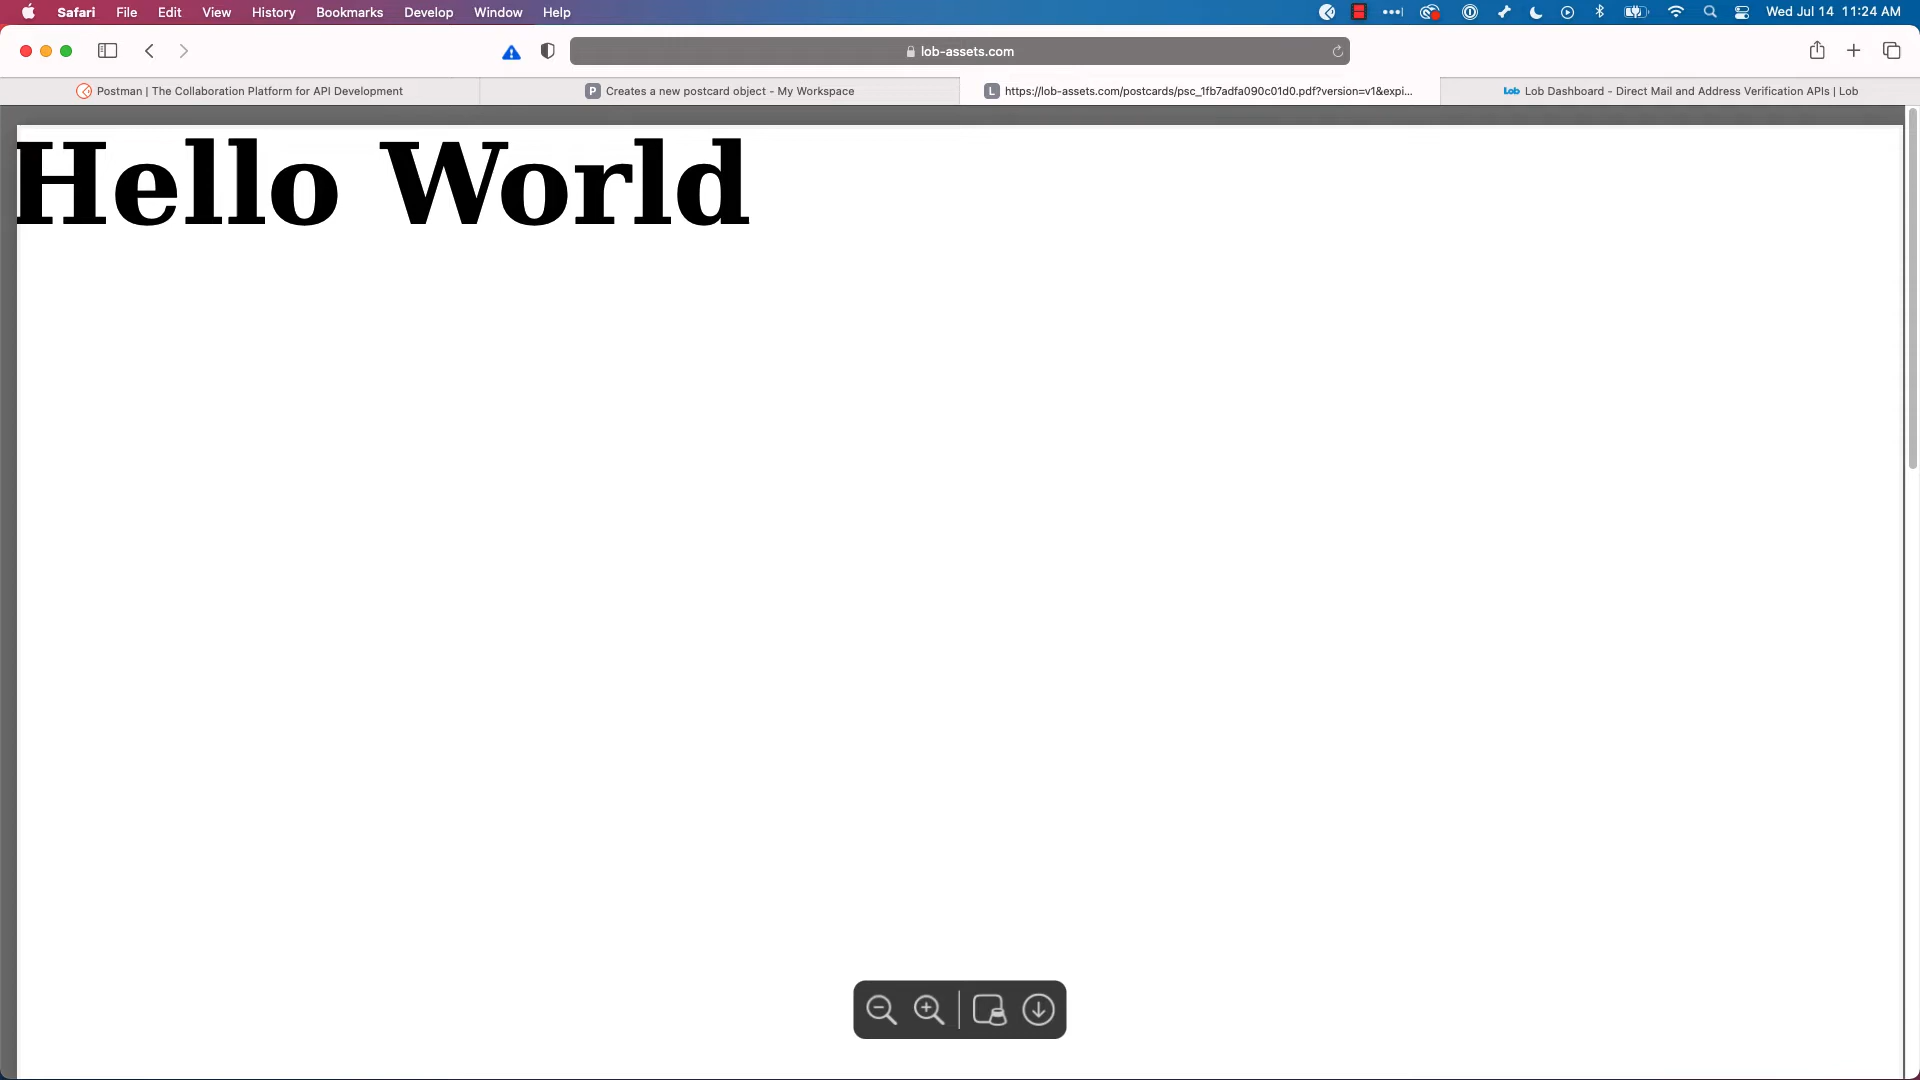 Safari File Edit View History Bookmarks Develop Window Help Wed Jul 14 11:24 AM
lob-assets.com
Postman | The Collaboration Platform for API Development
P Creates a new postcard object - My Workspace
L https://lob-assets.com/postcards/psc_1fb7adfa090c01d0.pdf?version=v1&expi...
Lob Lob Dashboard - Direct Mail and Address Verification APIs | Lob
Hello World